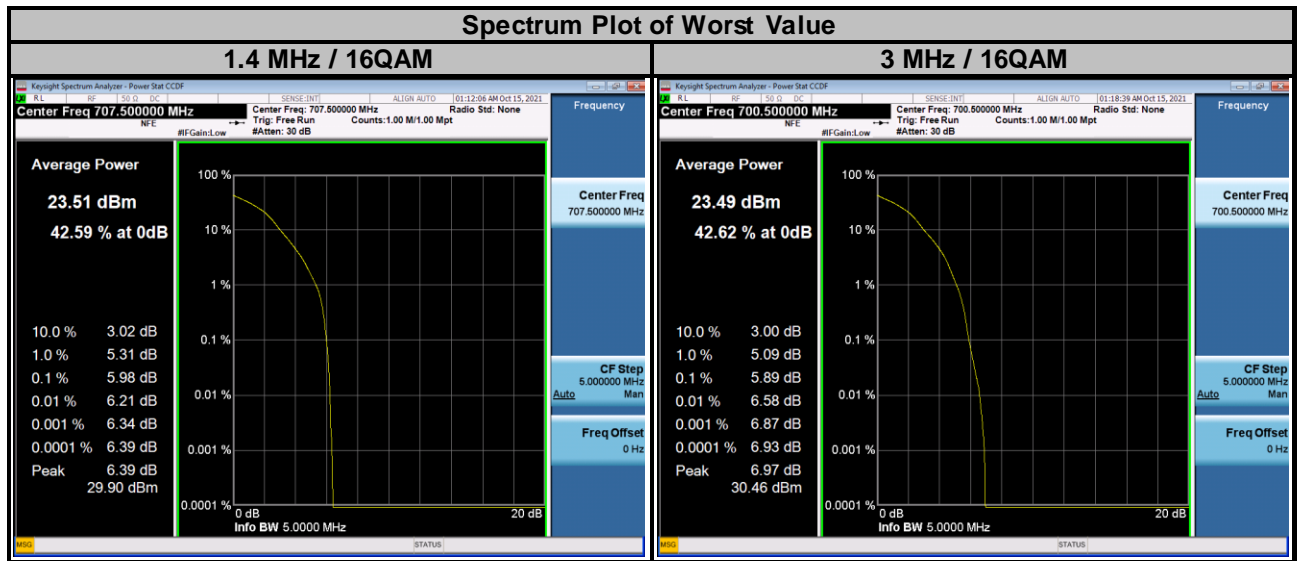 Spectrum Plot of Worst Value
1.4 MHz / 16QAM
3 MHz / 16QAM
Keysight Spectrum Analyzer - Power Stat CCDF
RL RF 50 Ω DC SENSE:INT ALIGN AUTO 01:12:06 AM Oct 15, 2021
Center Freq 707.500000 MHz
Center Freq: 707.500000 MHz Radio Std: None
NFE Trig: Free Run Counts:1.00 M/1.00 Mpt
#IFGain:Low #Atten: 30 dB
Frequency
Average Power
23.51 dBm
42.59 % at 0dB
10.0 % 3.02 dB
1.0 % 5.31 dB
0.1 % 5.98 dB
0.01 % 6.21 dB
0.001 % 6.34 dB
0.0001 % 6.39 dB
Peak 6.39 dB
29.90 dBm
100 %
10 %
1 %
0.1 %
0.01 %
0.001 %
0.0001 %
0 dB 20 dB
Info BW 5.0000 MHz
Center Freq
707.500000 MHz
CF Step
5.000000 MHz
Auto Man
Freq Offset
0 Hz
MSG STATUS
Keysight Spectrum Analyzer - Power Stat CCDF
RL RF 50 Ω DC SENSE:INT ALIGN AUTO 01:18:39 AM Oct 15, 2021
Center Freq 700.500000 MHz
Center Freq: 700.500000 MHz Radio Std: None
NFE Trig: Free Run Counts:1.00 M/1.00 Mpt
#IFGain:Low #Atten: 30 dB
Frequency
Average Power
23.49 dBm
42.62 % at 0dB
10.0 % 3.00 dB
1.0 % 5.09 dB
0.1 % 5.89 dB
0.01 % 6.58 dB
0.001 % 6.87 dB
0.0001 % 6.93 dB
Peak 6.97 dB
30.46 dBm
100 %
10 %
1 %
0.1 %
0.01 %
0.001 %
0.0001 %
0 dB 20 dB
Info BW 5.0000 MHz
Center Freq
700.500000 MHz
CF Step
5.000000 MHz
Auto Man
Freq Offset
0 Hz
MSG STATUS